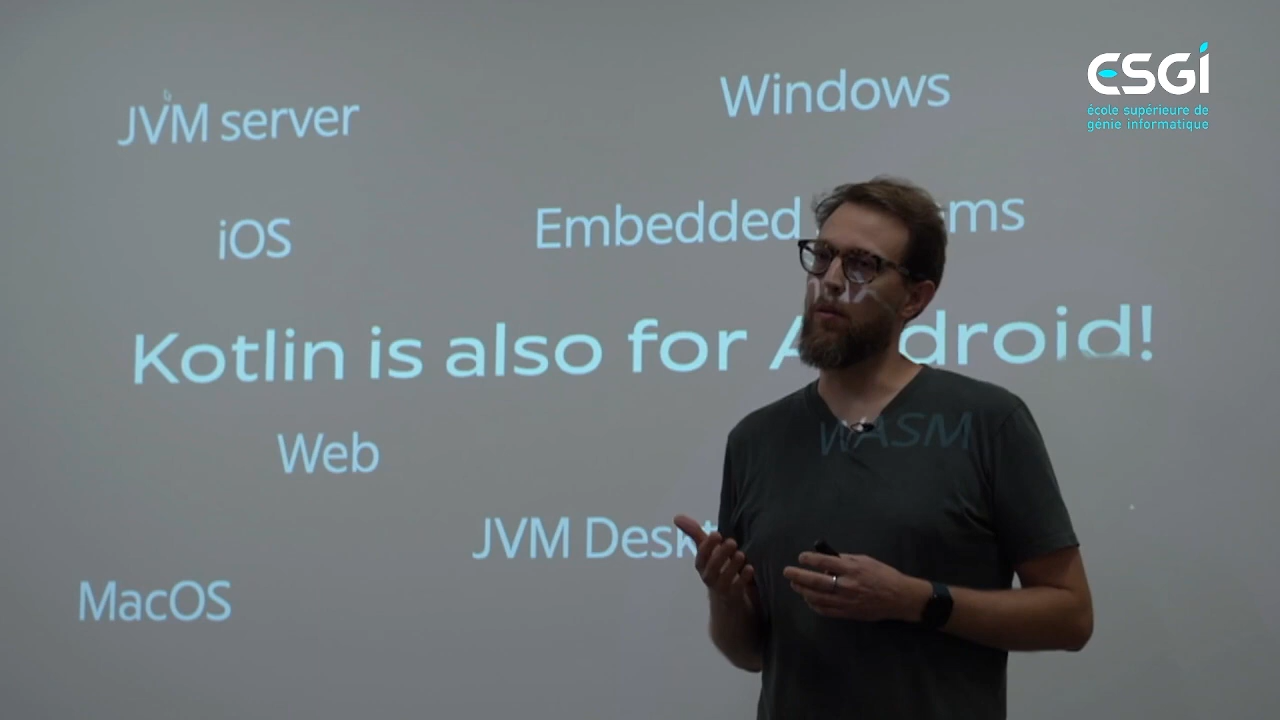 JVM server
Windows
ESGI
école supérieure de
génie informatique
iOS
Embedded
Kotlin is also for Android!
WASM
Web
JVM
MacOS